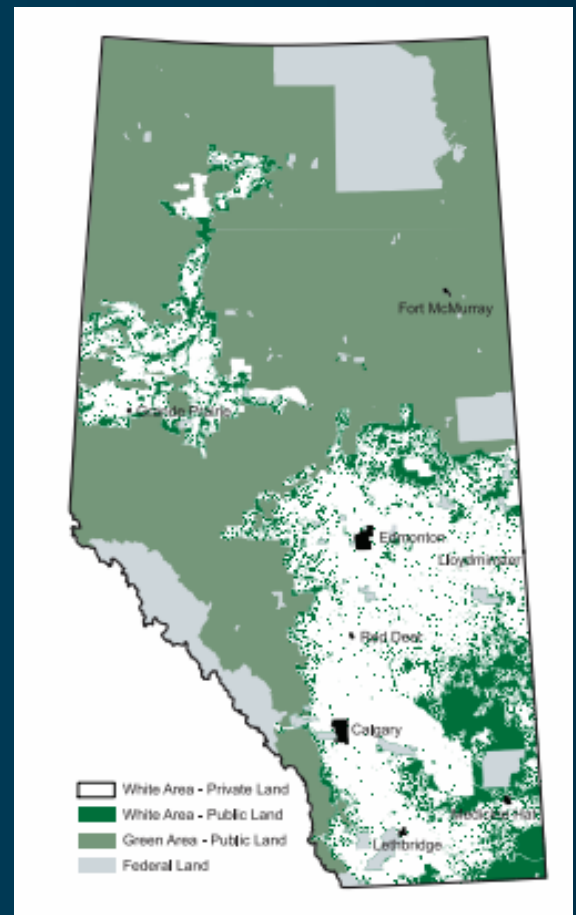 Fort McMurray
Grande Prairie
Edmonton
Lloydminster
Red Deer
Calgary
Medicine Hat
Lethbridge
White Area - Private Land
White Area - Public Land
Green Area - Public Land
Federal Land